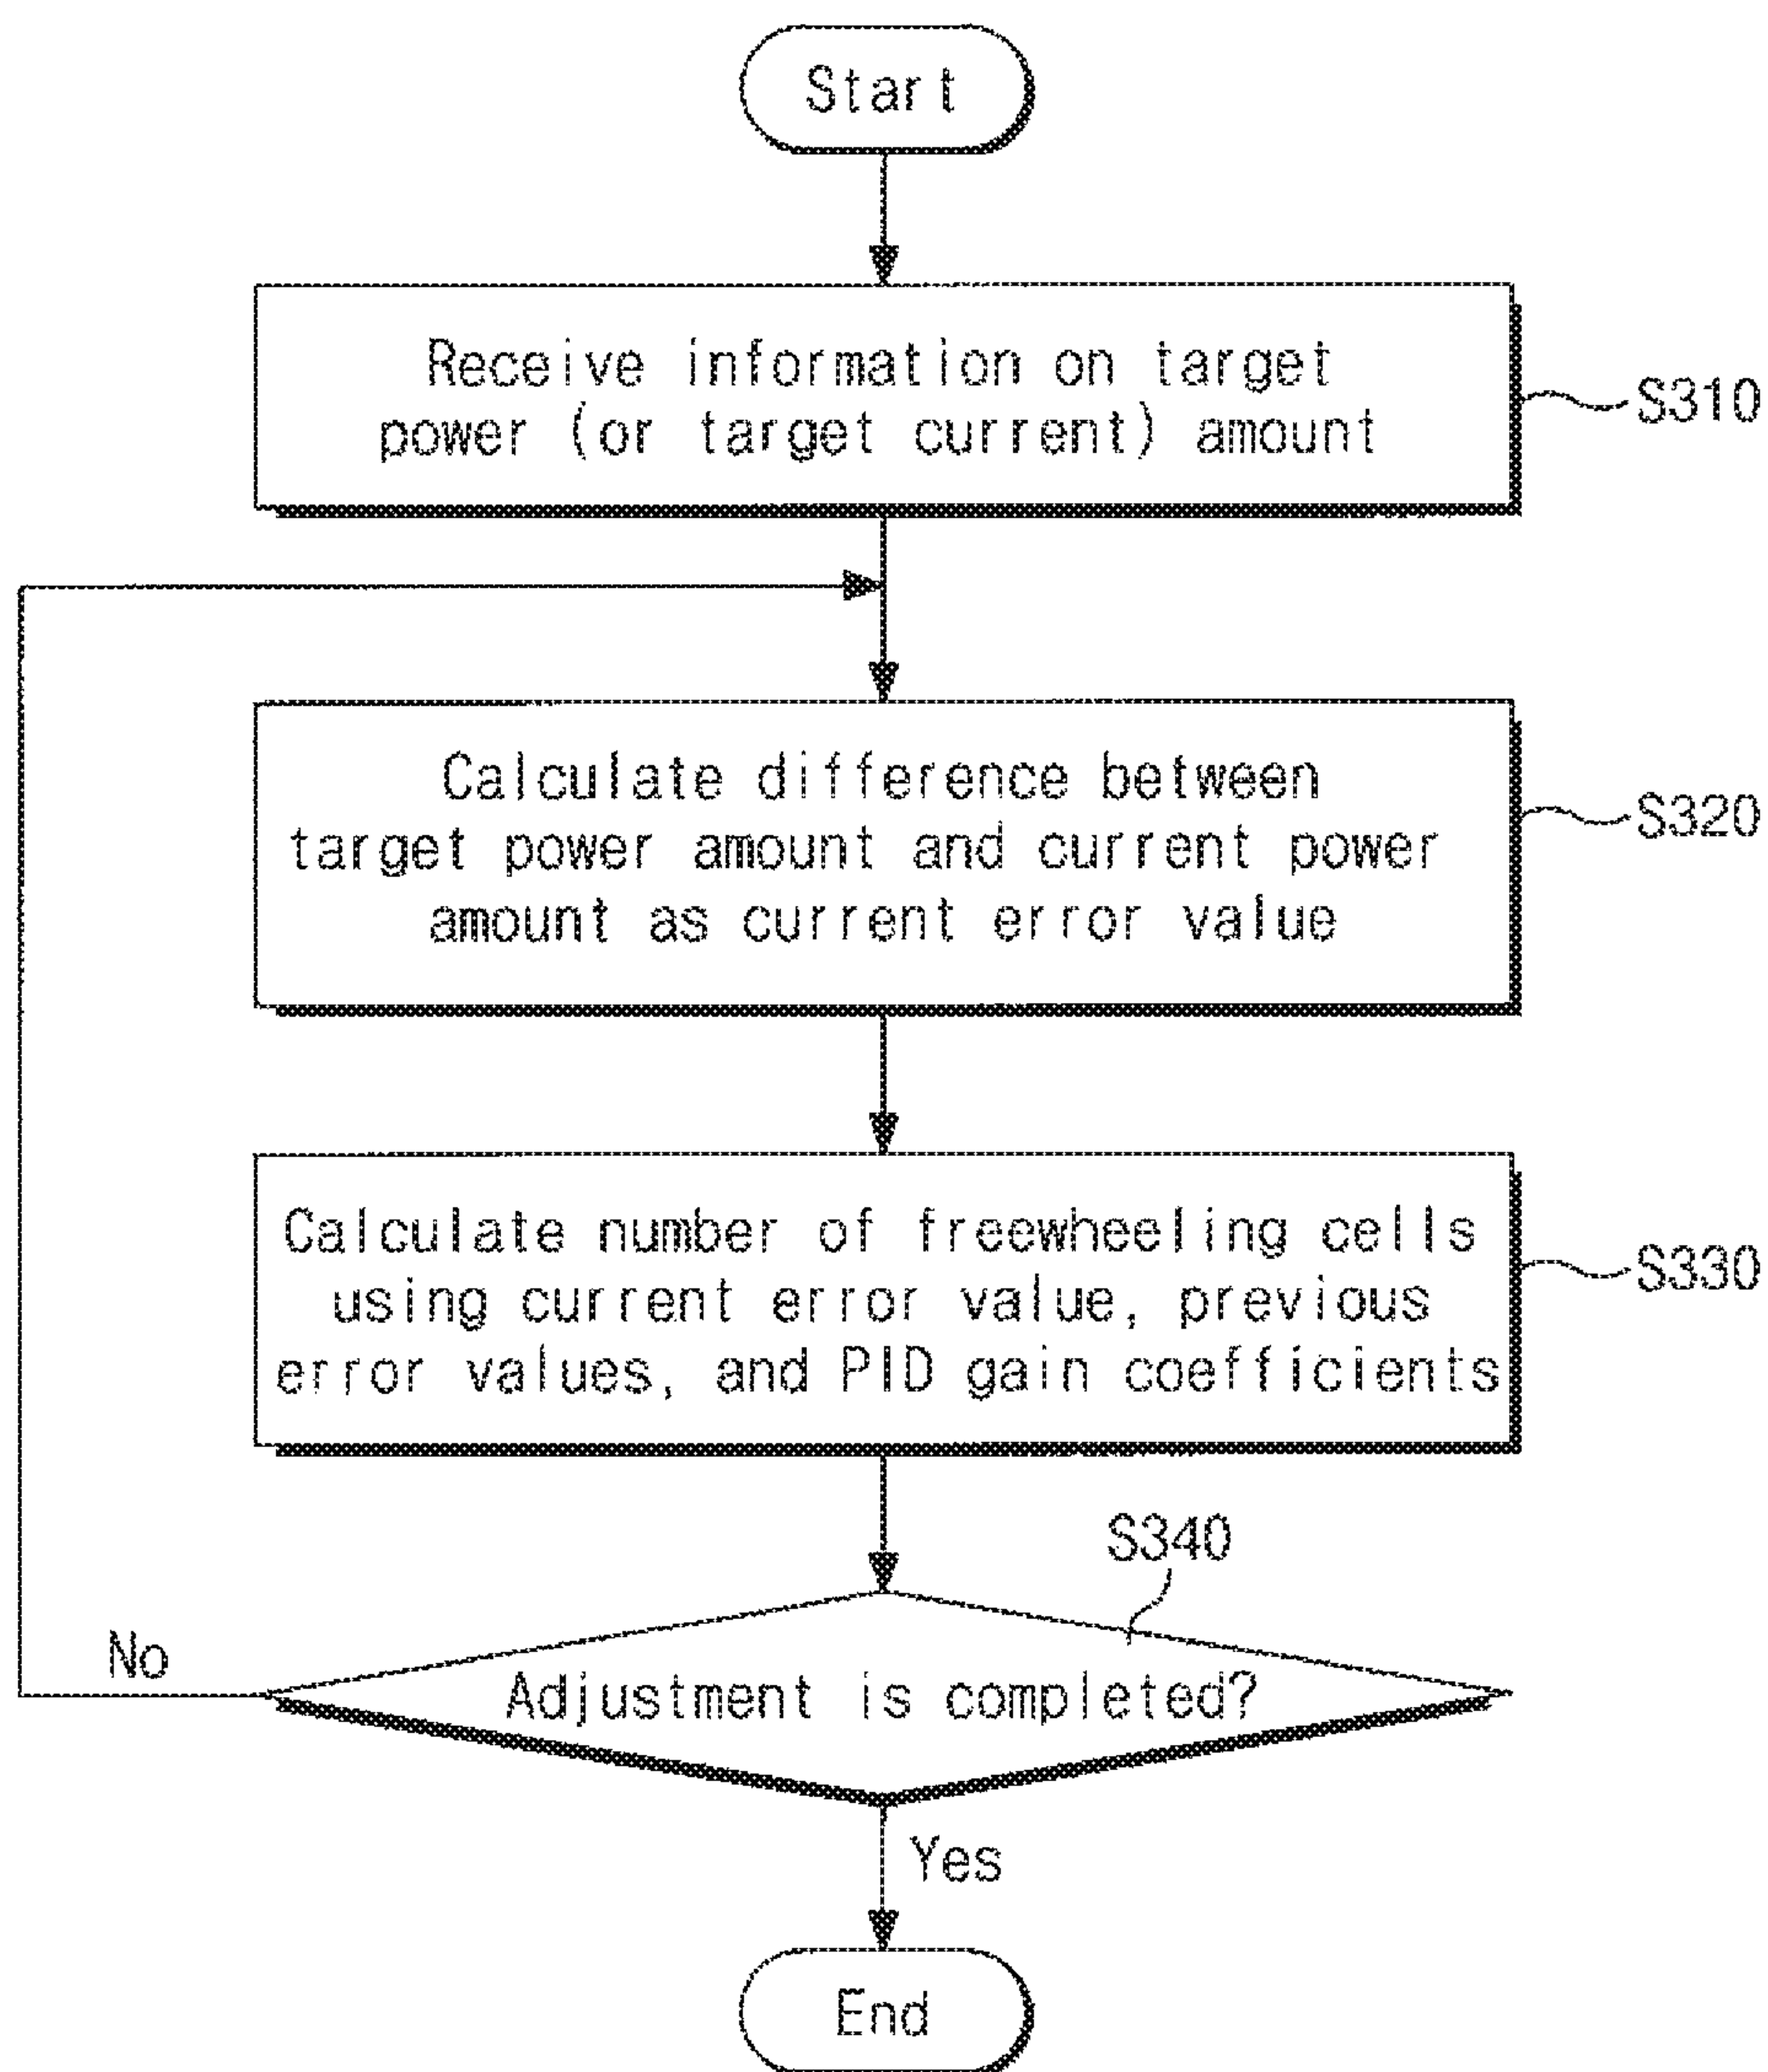 Start
Receive information on target
power (or target current) amount
S310
Calculate difference between
target power amount and current power
amount as current error value
S320
Calculate number of freewheeling cells
using current error value, previous
error values, and PID gain coefficients
S330
S340
No
Adjustment is completed?
Yes
End